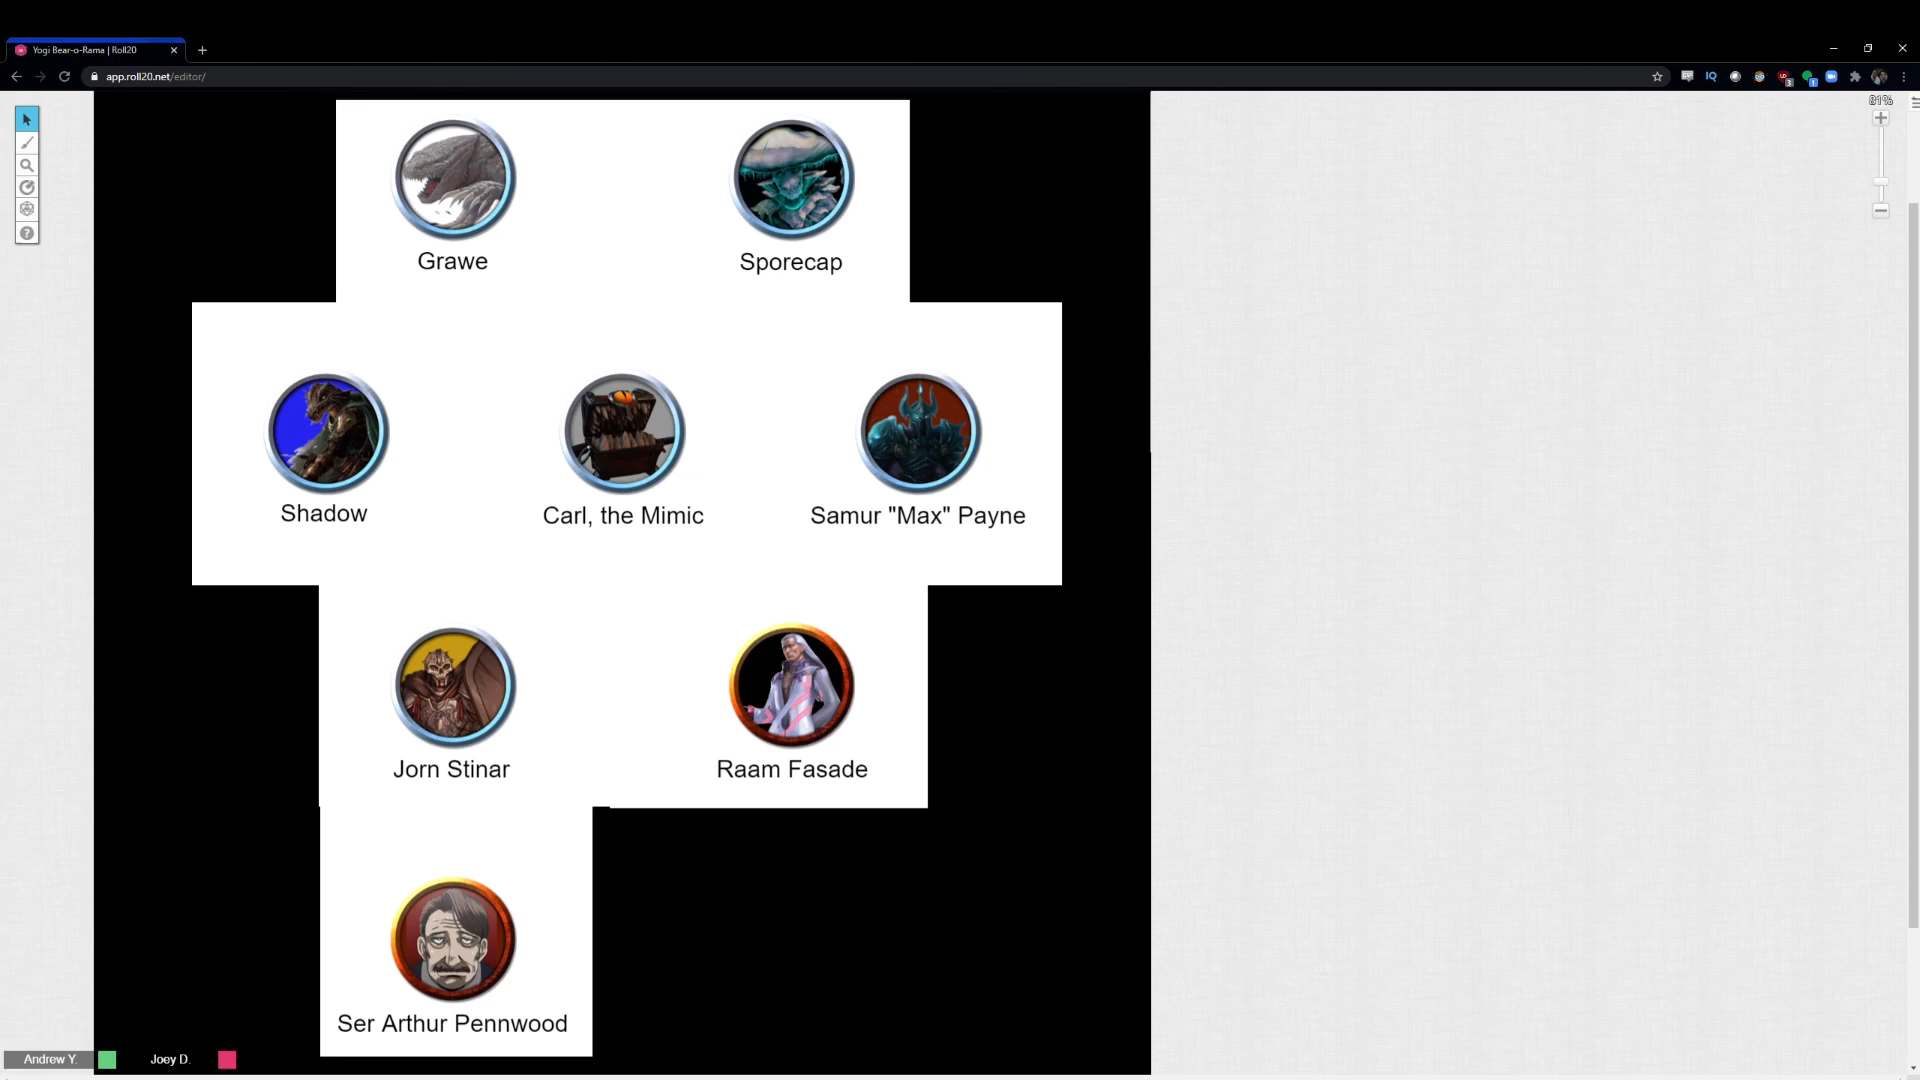 Yogi Bear-o-Rama | Roll20
app.roll20.net/editor/
81%
Grawe
Sporecap
Shadow
Carl, the Mimic
Samur "Max" Payne
Jorn Stinar
Raam Fasade
Ser Arthur Pennwood
Andrew Y.
Joey D.